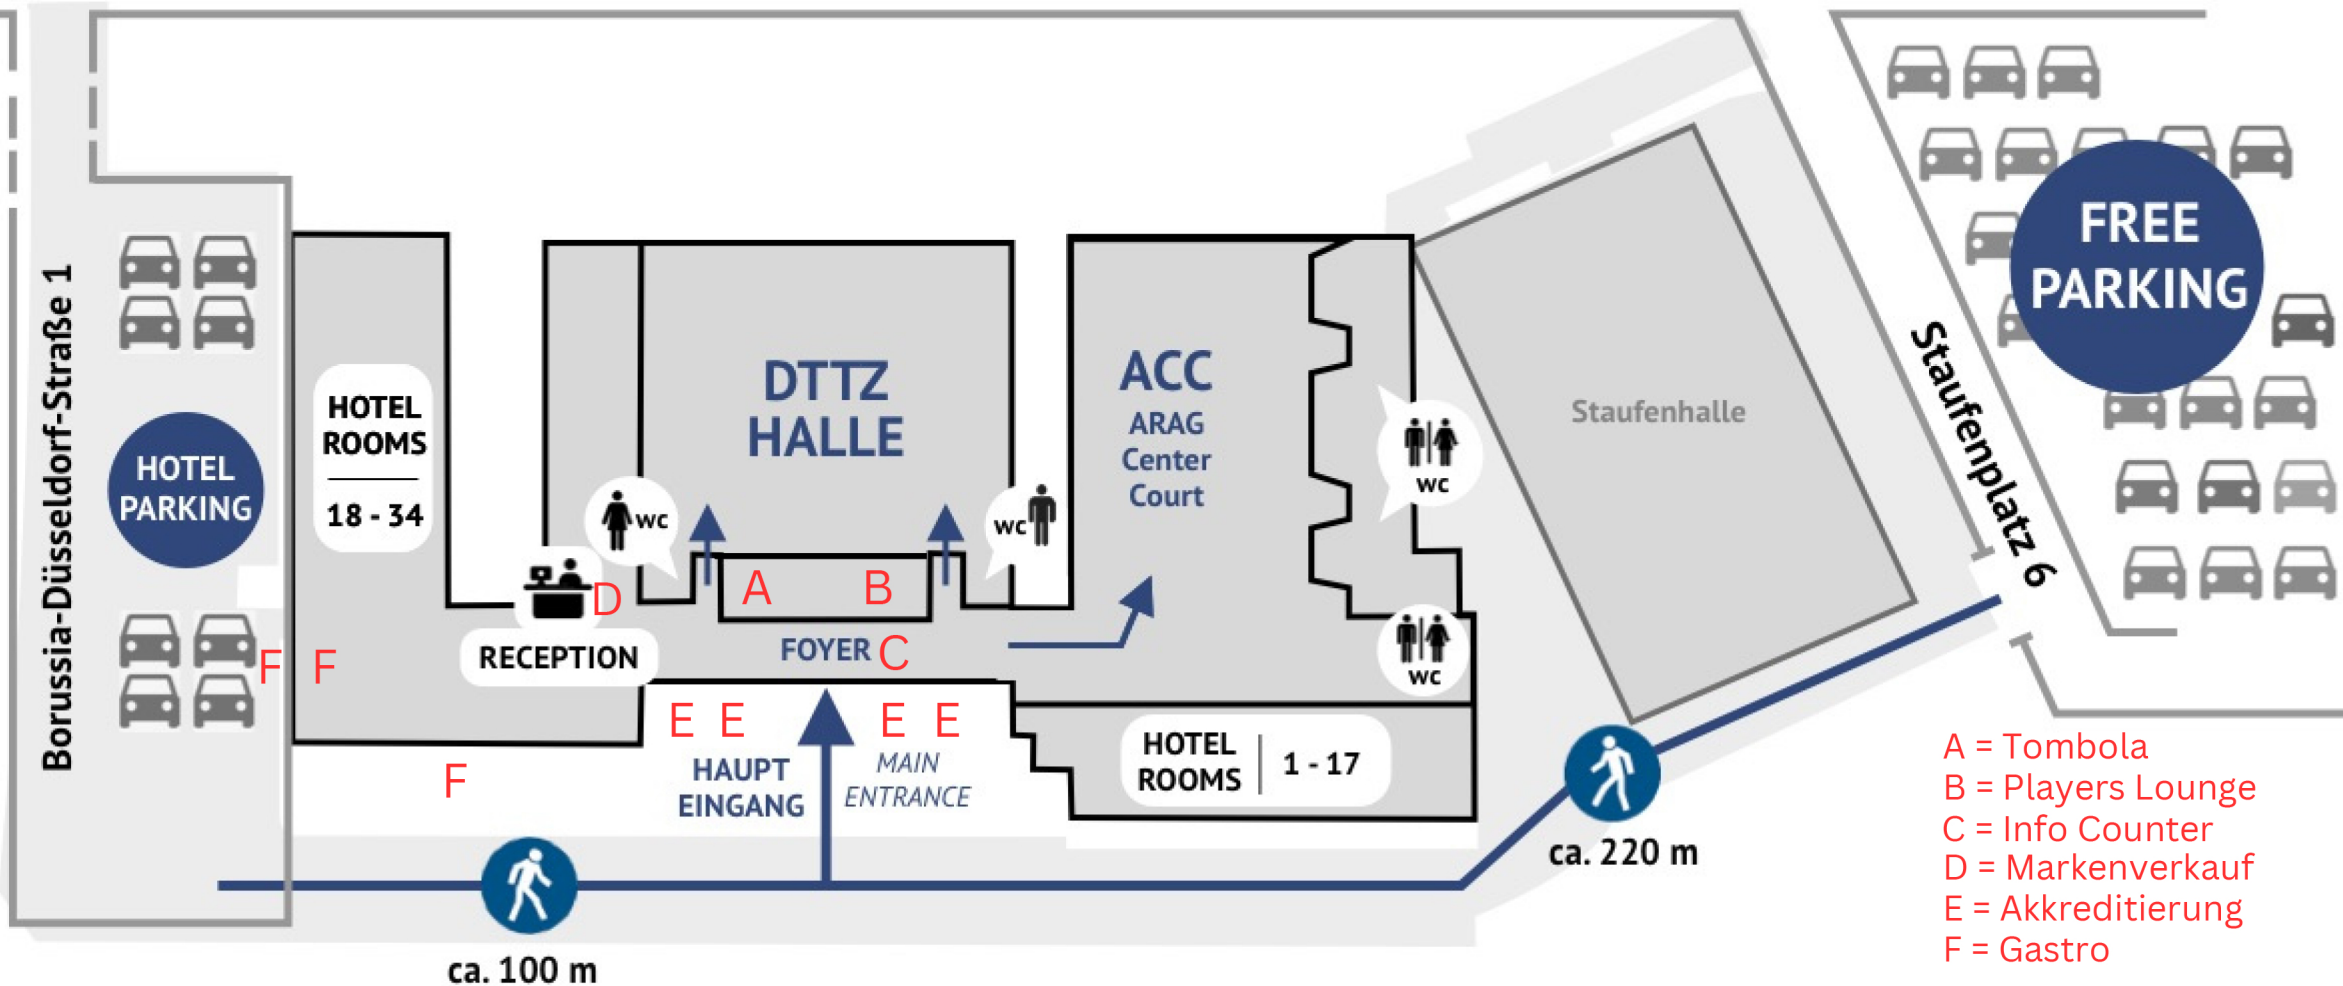 Borussia-Düsseldorf-Straße 1
HOTEL
PARKING
HOTEL
ROOMS
18 - 34
DTTZ
HALLE
wc
wc
ACC
ARAG
Center
Court
wc
wc
Staufenhalle
FREE
PARKING
Staufenplatz 6
D
A
B
RECEPTION
FOYER
C
F
F
E
E
E
E
F
HAUPT
EINGANG
MAIN
ENTRANCE
HOTEL
ROOMS
1 - 17
ca. 100 m
ca. 220 m
A = Tombola
B = Players Lounge
C = Info Counter
D = Markenverkauf
E = Akkreditierung
F = Gastro